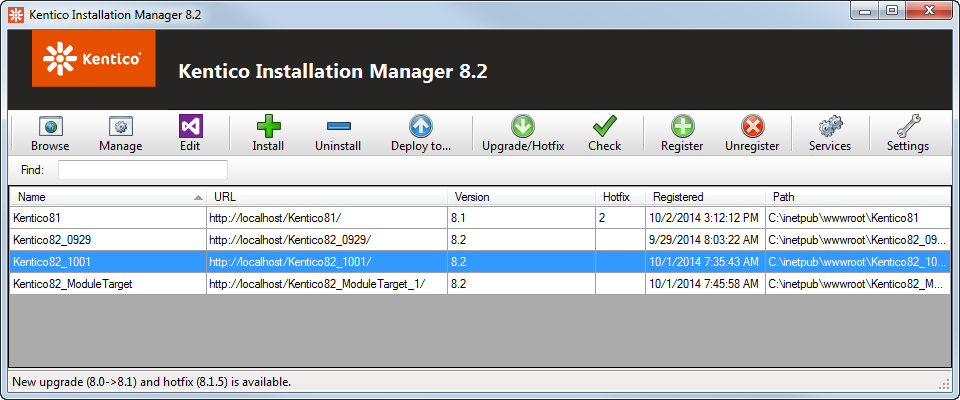 Kentico Installation Manager 8.2
Kentico
Kentico Installation Manager 8.2
Browse Manage Edit Install Uninstall Deploy to... Upgrade/Hotfix Check Register Unregister Services Settings
Find:
Name URL Version Hotfix Registered Path
Kentico81 http://localhost/Kentico81/ 8.1 2 10/2/2014 3:12:12 PM C:\inetpub\wwwroot\Kentico81
Kentico82_0929 http://localhost/Kentico82_0929/ 8.2 9/29/2014 8:03:22 AM C:\inetpub\wwwroot\Kentico82_09...
Kentico82_1001 http://localhost/Kentico82_1001/ 8.2 10/1/2014 7:35:43 AM C:\inetpub\wwwroot\Kentico82_10...
Kentico82_ModuleTarget http://localhost/Kentico82_ModuleTarget_1/ 8.2 10/1/2014 7:45:58 AM C:\inetpub\wwwroot\Kentico82_M...
New upgrade (8.0->8.1) and hotfix (8.1.5) is available.